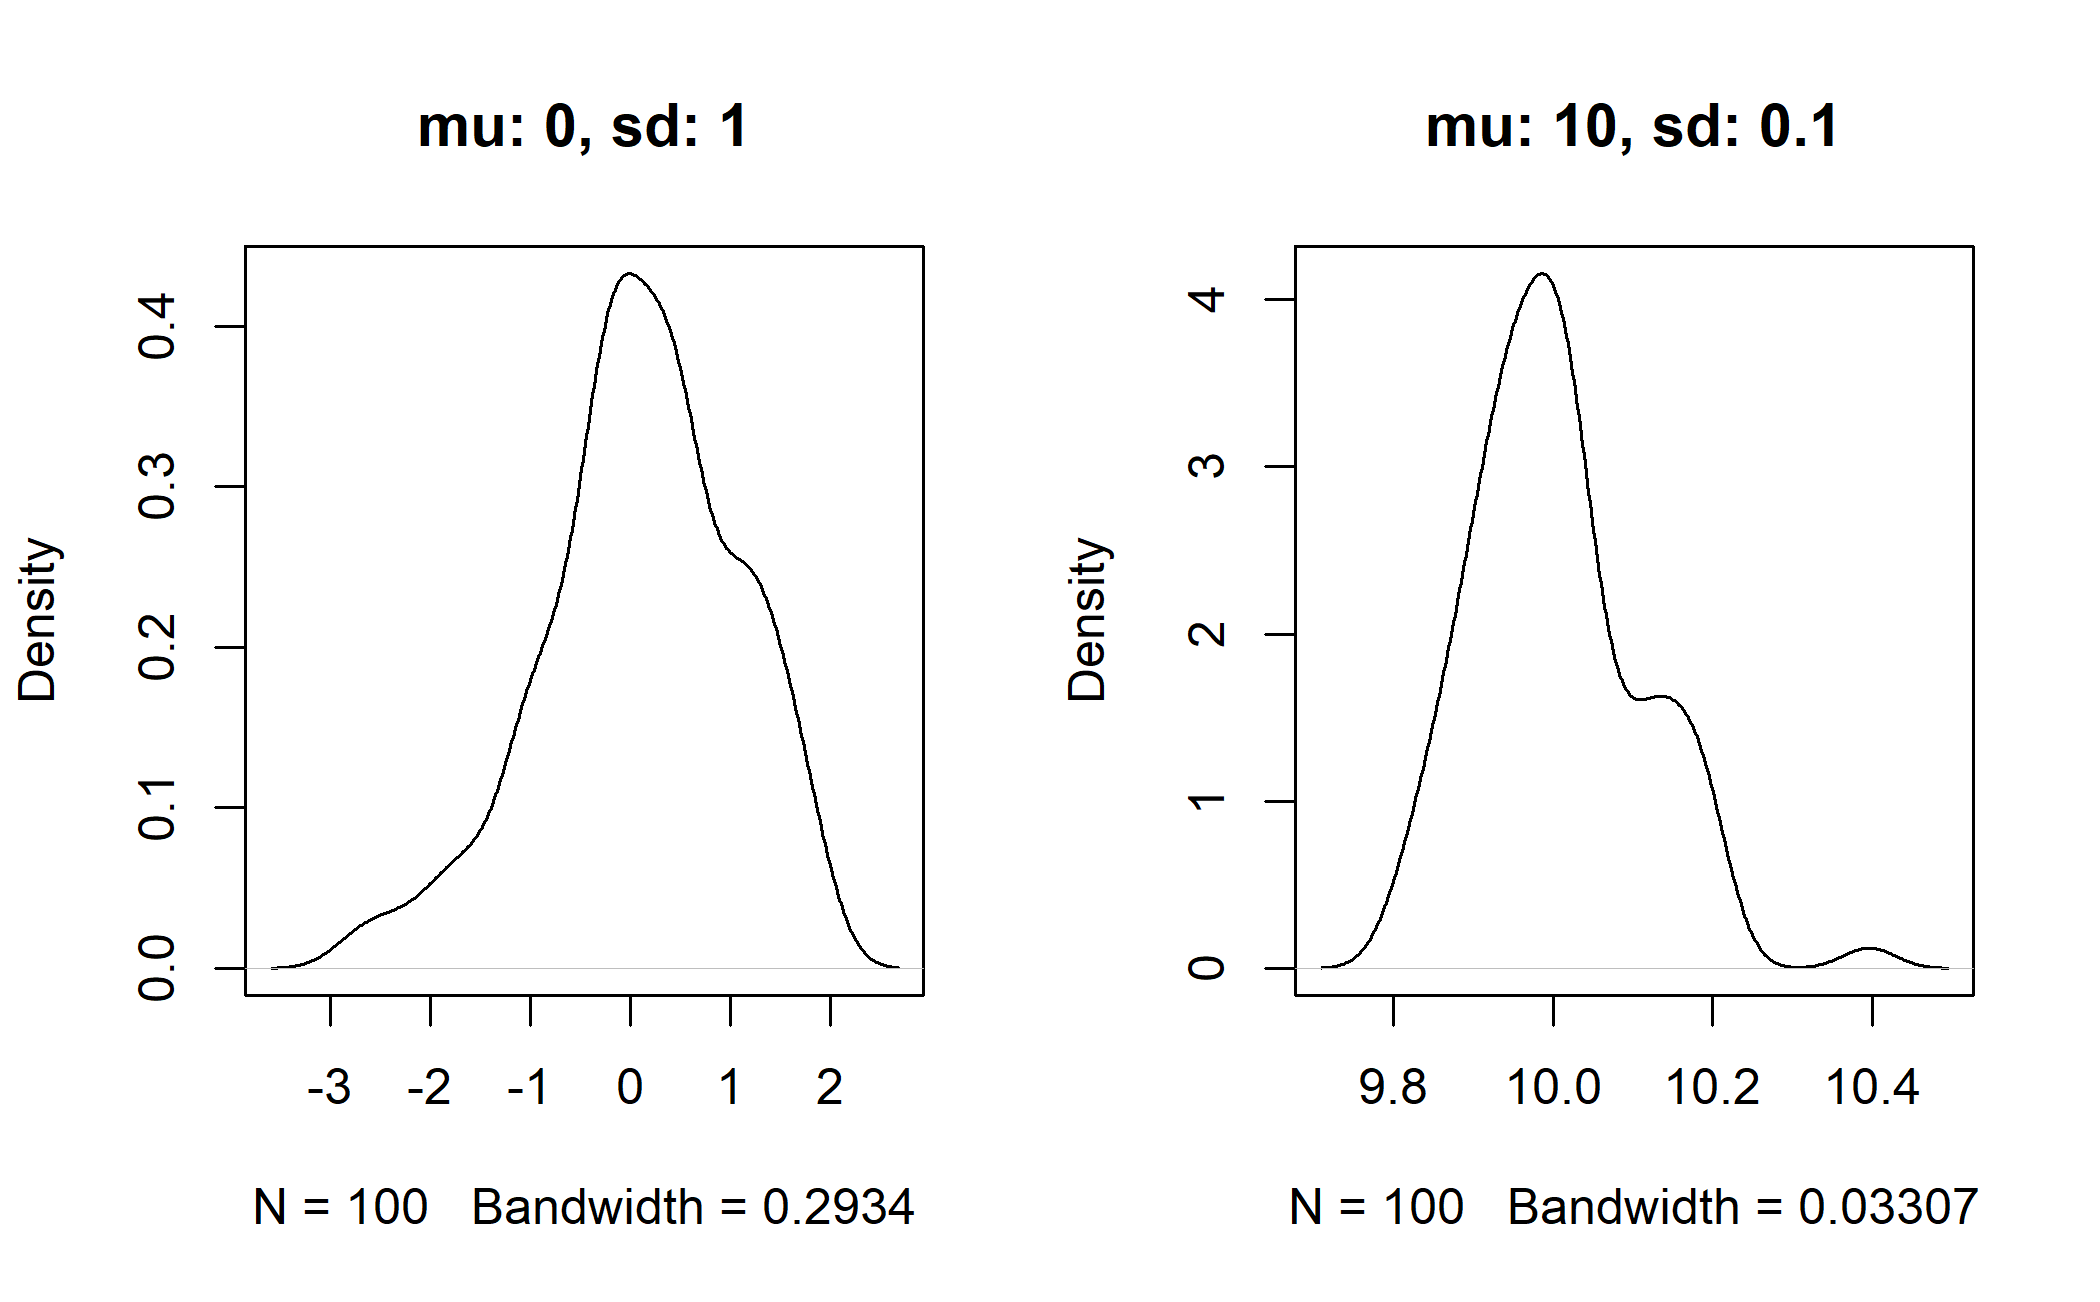 mu: 0, sd: 1
Density
0.4
0.3
0.2
0.1
0.0
-3 -2 -1 0 1 2
N = 100 Bandwidth = 0.2934
mu: 10, sd: 0.1
Density
4
3
2
1
0
9.8 10.0 10.2 10.4
N = 100 Bandwidth = 0.03307